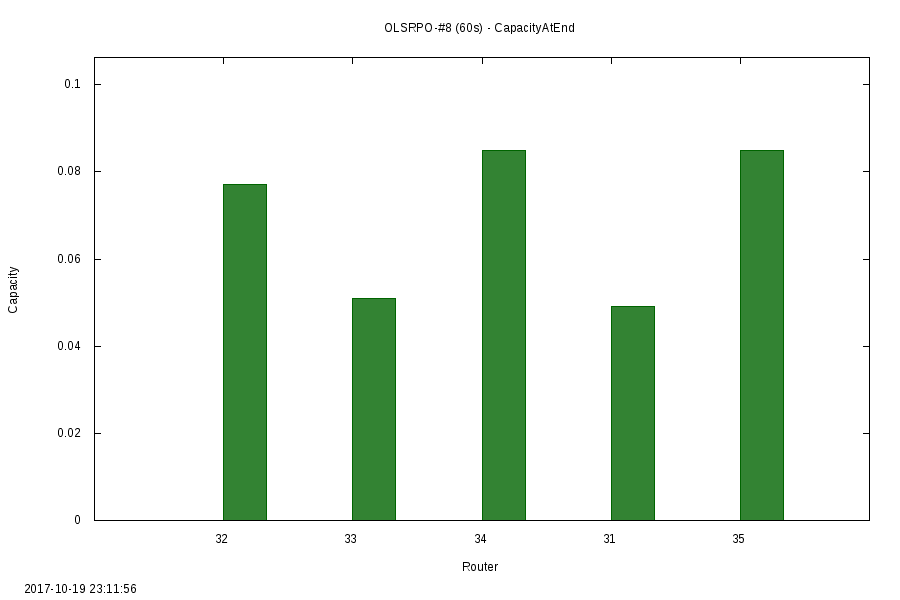 OLSRPO-#8 (60s) - CapacityAtEnd
0.1
0.08
0.06
0.04
0.02
0
Capacity
32 33 34 31 35
Router
2017-10-19 23:11:56